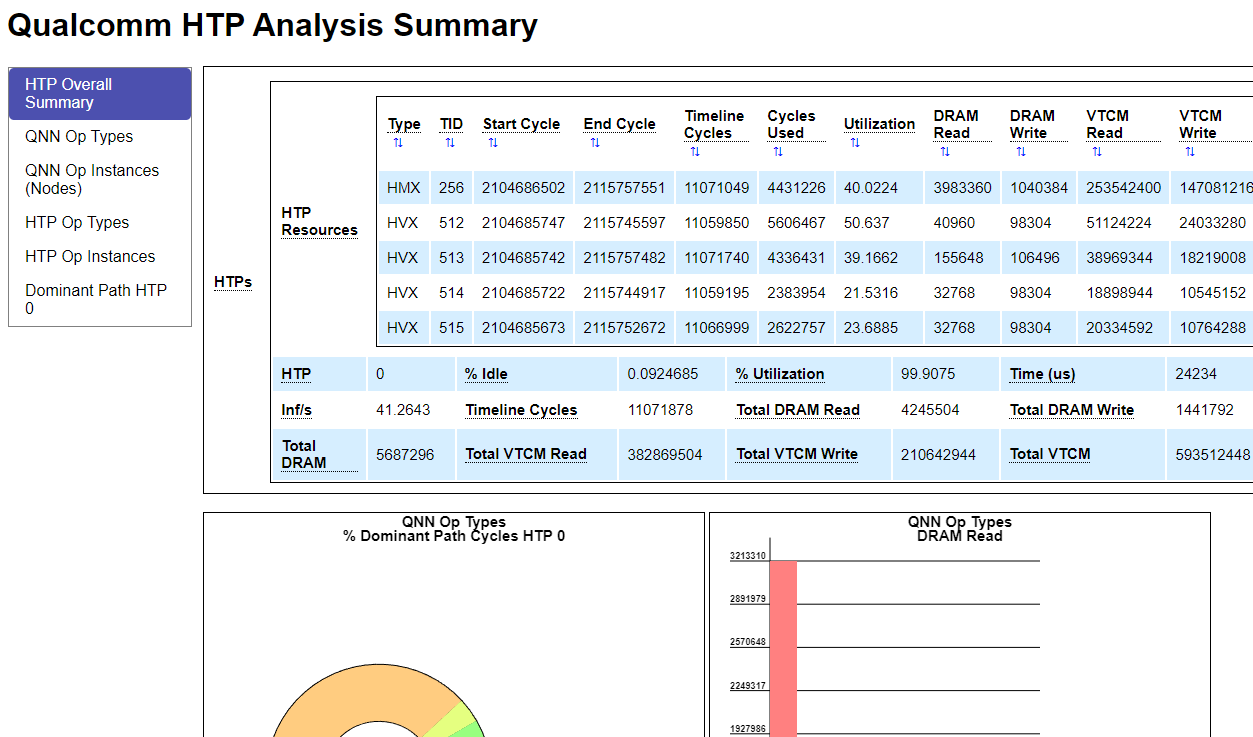 Qualcomm HTP Analysis Summary
HTP Overall
Summary
QNN Op Types
QNN Op Instances
(Nodes)
HTP Op Types
HTP Op Instances
Dominant Path HTP
0
HTPs
HTP
Resources
Type TID Start Cycle End Cycle Timeline Cycles Cycles Used Utilization DRAM Read DRAM Write VTCM Read VTCM Write
HMX 256 2104686502 2115757551 11071049 4431226 40.0224 3983360 1040384 253542400 147081216
HVX 512 2104685747 2115745597 11059850 5606467 50.637 40960 98304 51124224 24033280
HVX 513 2104685742 2115757482 11071740 4336431 39.1662 155648 106496 38969344 18219008
HVX 514 2104685722 2115744917 11059195 2383954 21.5316 32768 98304 18898944 10545152
HVX 515 2104685673 2115752672 11066999 2622757 23.6885 32768 98304 20334592 10764288
HTP 0 % Idle 0.0924685 % Utilization 99.9075 Time (us) 24234
Inf/s 41.2643 Timeline Cycles 11071878 Total DRAM Read 4245504 Total DRAM Write 1441792
Total DRAM 5687296 Total VTCM Read 382869504 Total VTCM Write 210642944 Total VTCM 593512448
QNN Op Types
% Dominant Path Cycles HTP 0
QNN Op Types
DRAM Read
3213310
2891979
2570648
2249317
1927986